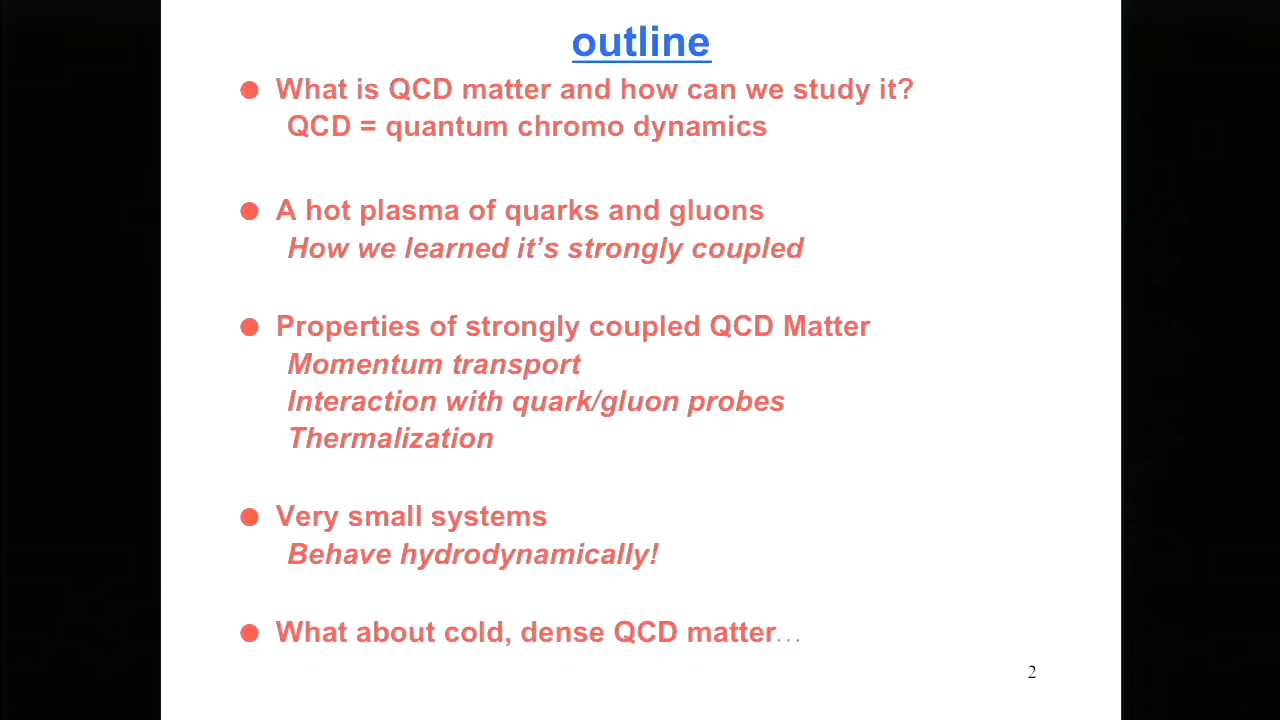 outline
● What is QCD matter and how can we study it?
QCD = quantum chromo dynamics
● A hot plasma of quarks and gluons
How we learned it’s strongly coupled
● Properties of strongly coupled QCD Matter
Momentum transport
Interaction with quark/gluon probes
Thermalization
● Very small systems
Behave hydrodynamically!
● What about cold, dense QCD matter...
2